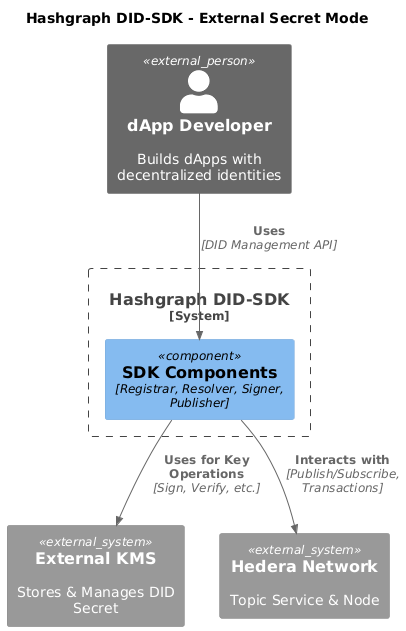 Hashgraph DID-SDK - External Secret Mode
«external_person»
dApp Developer
Builds dApps with
decentralized identities
Uses
[DID Management API]
Hashgraph DID-SDK
[System]
«component»
SDK Components
[Registrar, Resolver, Signer,
Publisher]
Uses for Key
Operations
[Sign, Verify, etc.]
Interacts with
[Publish/Subscribe,
Transactions]
«external_system»
External KMS
Stores & Manages DID
Secret
«external_system»
Hedera Network
Topic Service & Node